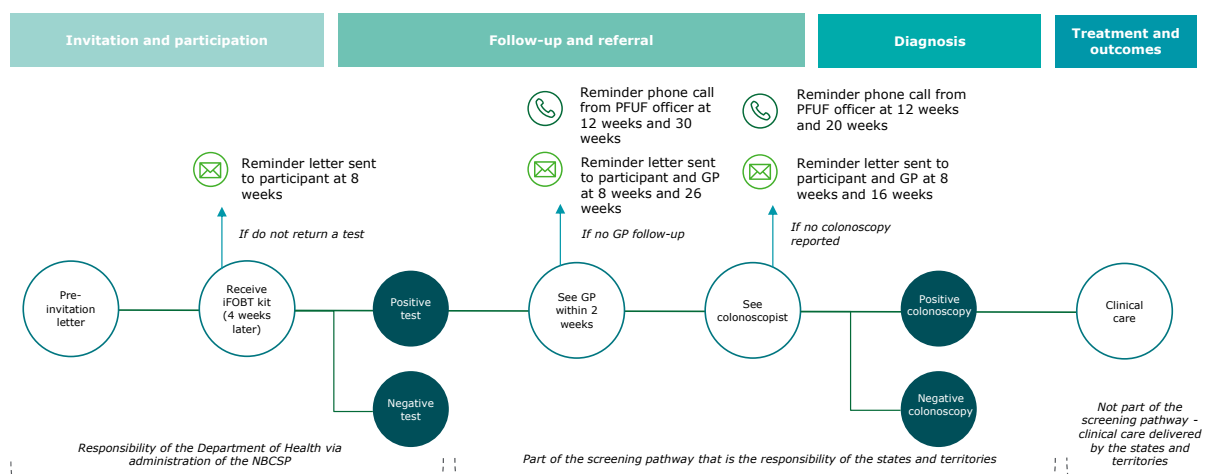 Invitation and participation
Follow-up and referral
Diagnosis
Treatment and
outcomes
Reminder letter sent
to participant at 8
weeks
If do not return a test
Reminder phone call
from PFUF officer at
12 weeks and 30
weeks
Reminder letter sent
to participant and GP
at 8 weeks and 26
weeks
If no GP follow-up
Reminder phone call from
PFUF officer at 12 weeks
and 20 weeks
Reminder letter sent to
participant and GP at 8
weeks and 16 weeks
If no colonoscopy
reported
Pre-
invitation
letter
Receive
iFOBT kit
(4 weeks
later)
Positive
test
Negative
test
See GP
within 2
weeks
See
colonoscopist
Positive
colonoscopy
Negative
colonoscopy
Clinical
care
Responsibility of the Department of Health via
administration of the NBCSP
Part of the screening pathway that is the responsibility of the states and territories
Not part of the
screening pathway -
clinical care delivered
by the states and
territories